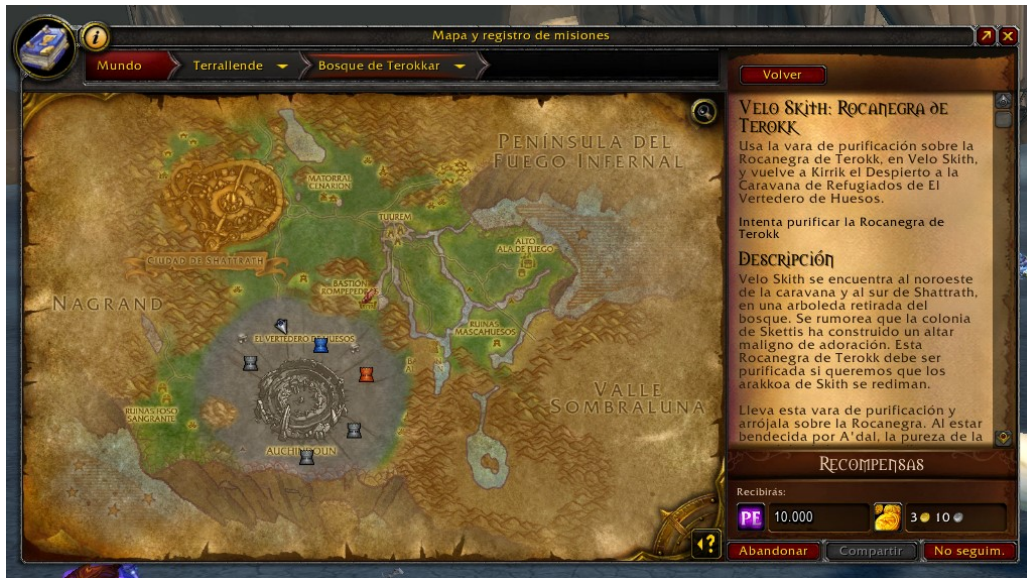 Mapa y registro de misiones
Mundo
Terrallende
Bosque de Terokkar
Volver
PENÍNSULA DEL
FUEGO INFERNAL
MATORRAL
CENARION
TUUREM
ALTO
ALA DE FUEGO
CIUDAD DE SHATTRATH
BASTIÓN
ROMPEPEDR
NAGRAND
RUINAS
MASCAHUESOS
EL VERTEDERO DE HUESOS
VALLE
SOMBRALUNA
RUINAS FOSO
SANGRANTE
AUCHINDOUN
VELO SKITH: ROCANEGRA DE
TEROKK
Usa la vara de purificación sobre la
Rocanegra de Terokk, en Velo Skith,
y vuelve a Kirrik el Despierto a la
Caravana de Refugiados de El
Vertedero de Huesos.
Intenta purificar la Rocanegra de
Terokk
DESCRIPCIÓN
Velo Skith se encuentra al noroeste
de la caravana y al sur de Shattrath,
en una arboleda retirada del
bosque. Se rumorea que la colonia
de Skettis ha construido un altar
maligno de adoración. Esta
Rocanegra de Terokk debe ser
purificada si queremos que los
arakkoa de Skith se rediman.
Lleva esta vara de purificación y
arrójala sobre la Rocanegra. Al estar
bendecida por A'dal, la pureza de la
RECOMPENSAS
Recibirás:
PE 10.000
3 10
Abandonar
Compartir
No seguim.